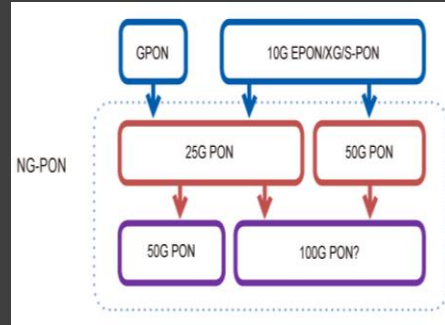 GPON
10G EPON/XG/S-PON
NG-PON
25G PON
50G PON
50G PON
100G PON?